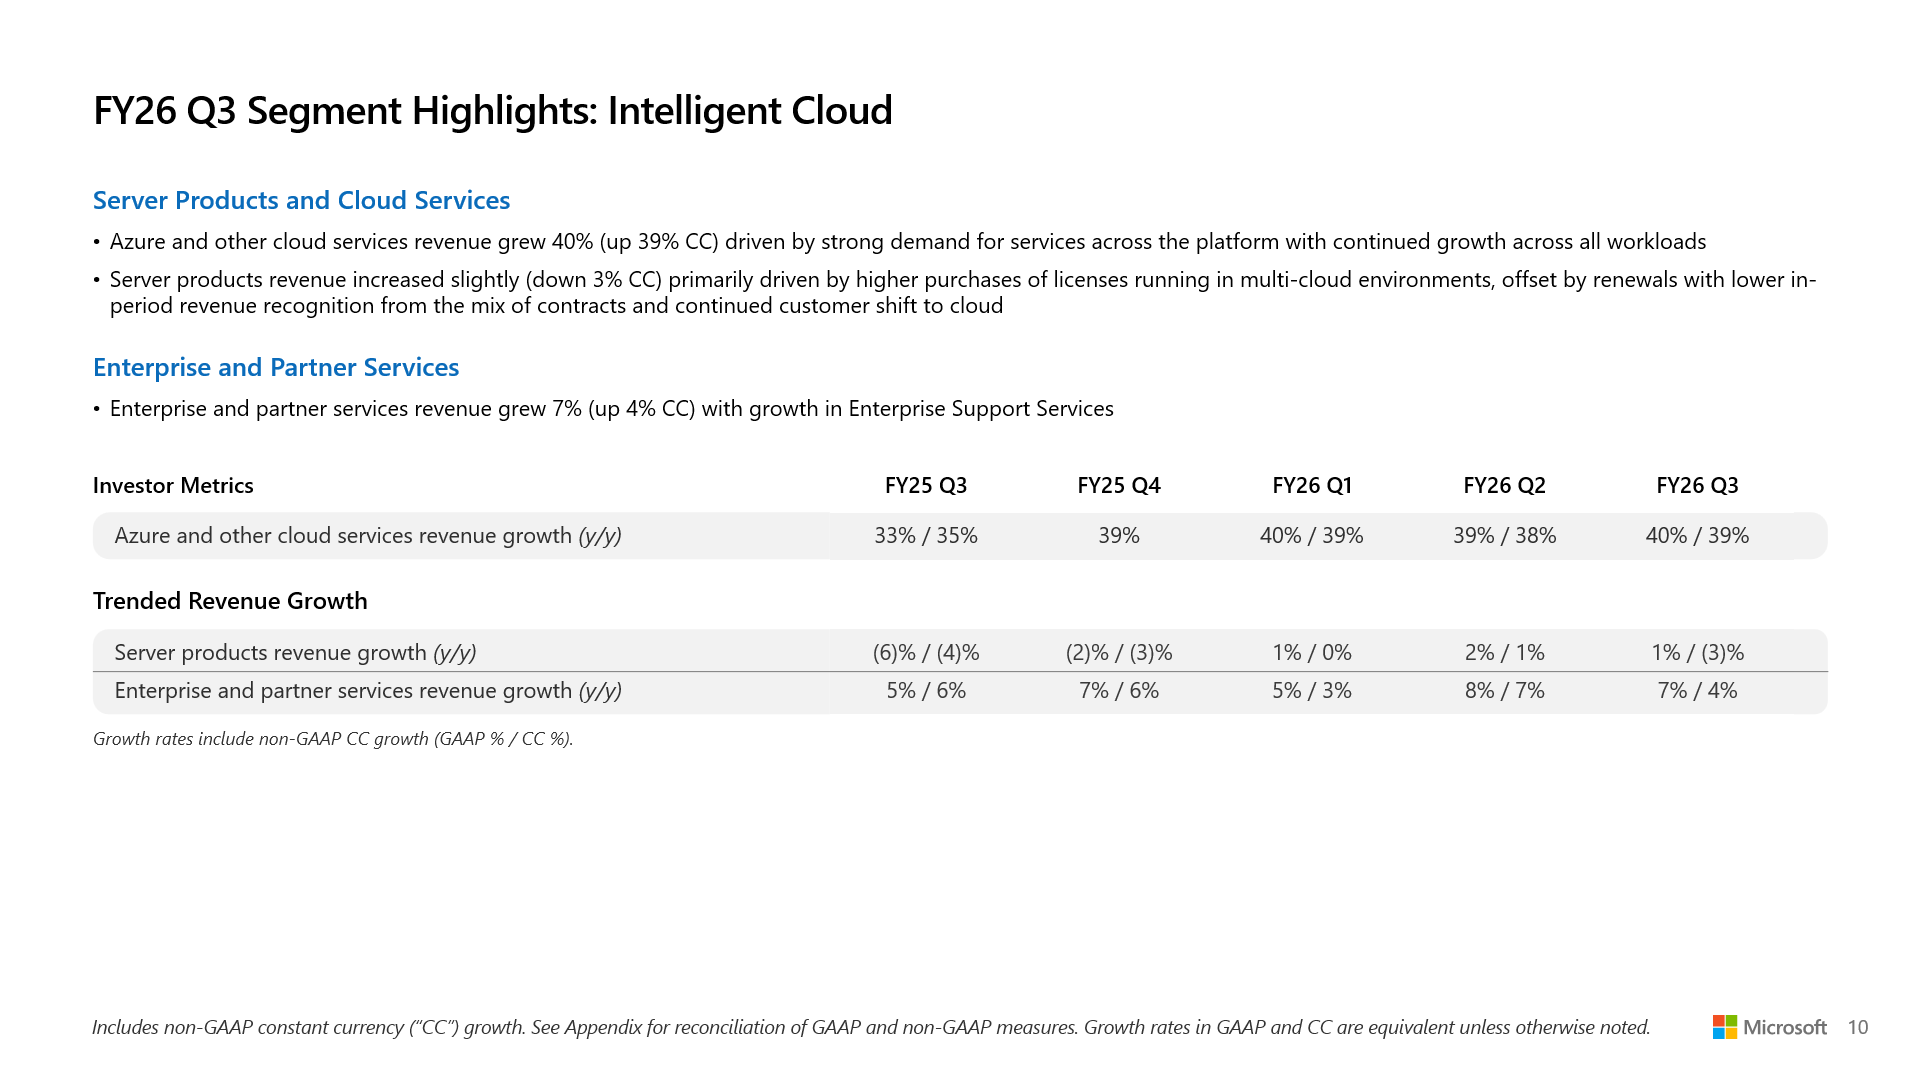 FY26 Q3 Segment Highlights: Intelligent Cloud
Server Products and Cloud Services
• Azure and other cloud services revenue grew 40% (up 39% CC) driven by strong demand for services across the platform with continued growth across all workloads
• Server products revenue increased slightly (down 3% CC) primarily driven by higher purchases of licenses running in multi-cloud environments, offset by renewals with lower in-
period revenue recognition from the mix of contracts and continued customer shift to cloud
Enterprise and Partner Services
• Enterprise and partner services revenue grew 7% (up 4% CC) with growth in Enterprise Support Services
Investor Metrics FY25 Q3 FY25 Q4 FY26 Q1 FY26 Q2 FY26 Q3
Azure and other cloud services revenue growth (y/y) 33% / 35% 39% 40% / 39% 39% / 38% 40% / 39%
Trended Revenue Growth
Server products revenue growth (y/y) (6)% / (4)% (2)% / (3)% 1% / 0% 2% / 1% 1% / (3)%
Enterprise and partner services revenue growth (y/y) 5% / 6% 7% / 6% 5% / 3% 8% / 7% 7% / 4%
Growth rates include non-GAAP CC growth (GAAP % / CC %).
Includes non-GAAP constant currency (“CC”) growth. See Appendix for reconciliation of GAAP and non-GAAP measures. Growth rates in GAAP and CC are equivalent unless otherwise noted.
Microsoft 10